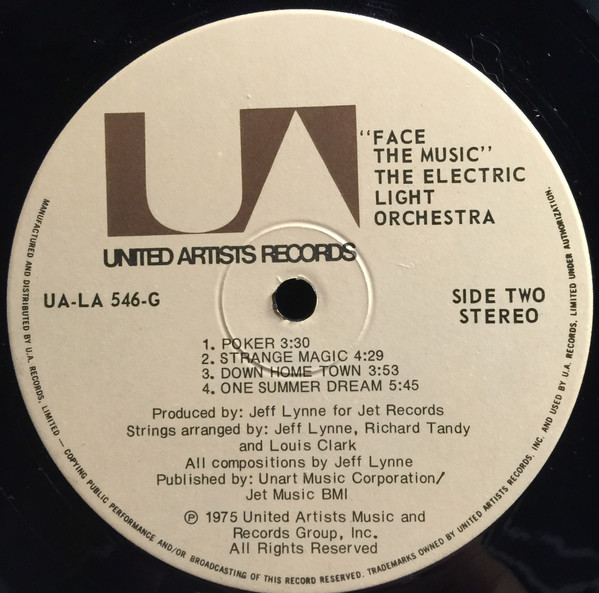 UA
"FACE
THE MUSIC"
THE ELECTRIC
LIGHT
ORCHESTRA
UNITED ARTISTS RECORDS
UA-LA 546-G
SIDE TWO
STEREO
1. POKER 3:30
2. STRANGE MAGIC 4:29
3. DOWN HOME TOWN 3:53
4. ONE SUMMER DREAM 5:45
Produced by: Jeff Lynne for Jet Records
Strings arranged by: Jeff Lynne, Richard Tandy
and Louis Clark
All compositions by Jeff Lynne
Published by: Unart Music Corporation/
Jet Music BMI
℗ 1975 United Artists Music and
Records Group, Inc.
All Rights Reserved
MANUFACTURED AND DISTRIBUTED BY U.A. RECORDS, LIMITED — COPYING PUBLIC PERFORMANCE AND/OR BROADCASTING OF THIS RECORD RESERVED. TRADEMARKS OWNED BY UNITED ARTISTS RECORDS, INC. AND USED BY U.A. RECORDS, LIMITED UNDER AUTHORIZATION.